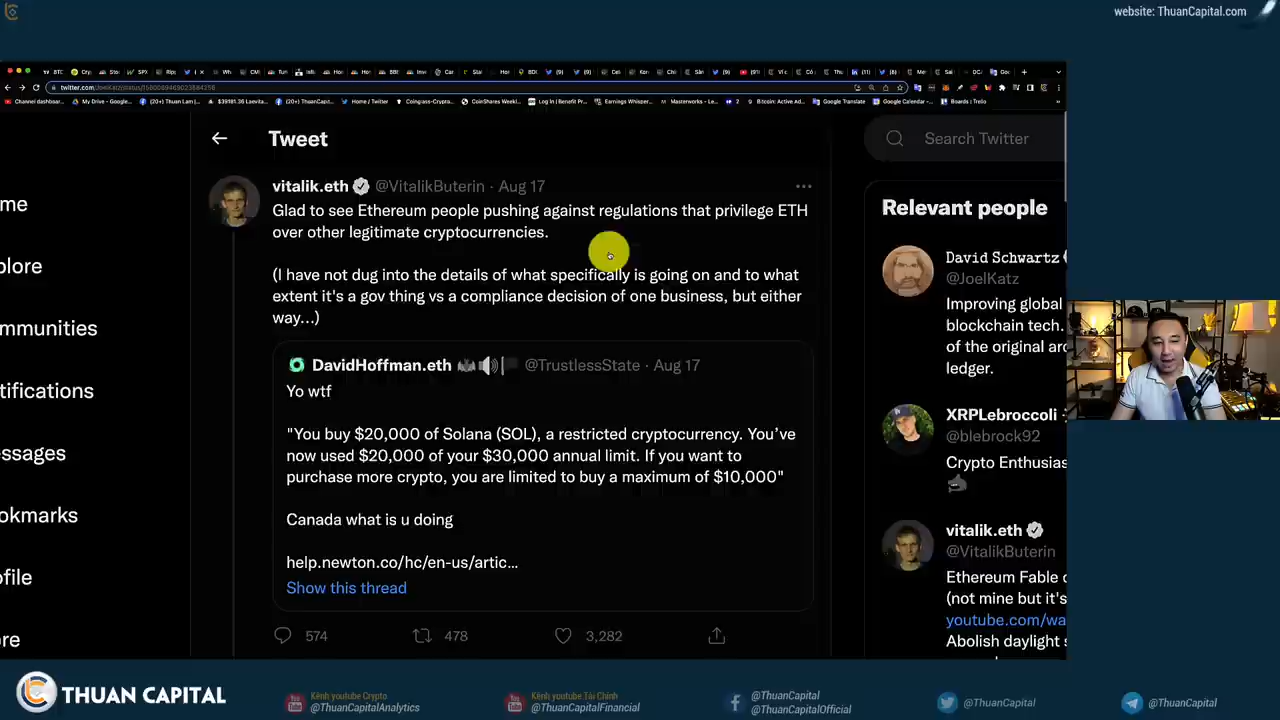 website: ThuanCapital.com
twitter.com/JoelKatz/status/1560089469023584256
Tweet
Search Twitter
vitalik.eth @VitalikButerin · Aug 17
Glad to see Ethereum people pushing against regulations that privilege ETH
over other legitimate cryptocurrencies.
(I have not dug into the details of what specifically is going on and to what
extent it's a gov thing vs a compliance decision of one business, but either
way...)
DavidHoffman.eth @TrustlessState · Aug 17
Yo wtf
"You buy $20,000 of Solana (SOL), a restricted cryptocurrency. You've
now used $20,000 of your $30,000 annual limit. If you want to
purchase more crypto, you are limited to buy a maximum of $10,000"
Canada what is u doing
help.newton.co/hc/en-us/artic...
Show this thread
574 478 3,282
me
plore
mmunities
tifications
essages
okmarks
ofile
ore
Relevant people
David Schwartz
@JoelKatz
Improving global
blockchain tech.
of the original arc
ledger.
XRPLebroccoli
@blebrock92
Crypto Enthusias
vitalik.eth
@VitalikButerin
Ethereum Fable o
(not mine but it's
youtube.com/wa
Abolish daylight s
THUAN CAPITAL
Kênh youtube Crypto
@ThuanCapitalAnalytics
Kênh youtube Tài Chính
@ThuanCapitalFinancial
@ThuanCapital
@ThuanCapitalOfficial
@ThuanCapital
@ThuanCapital